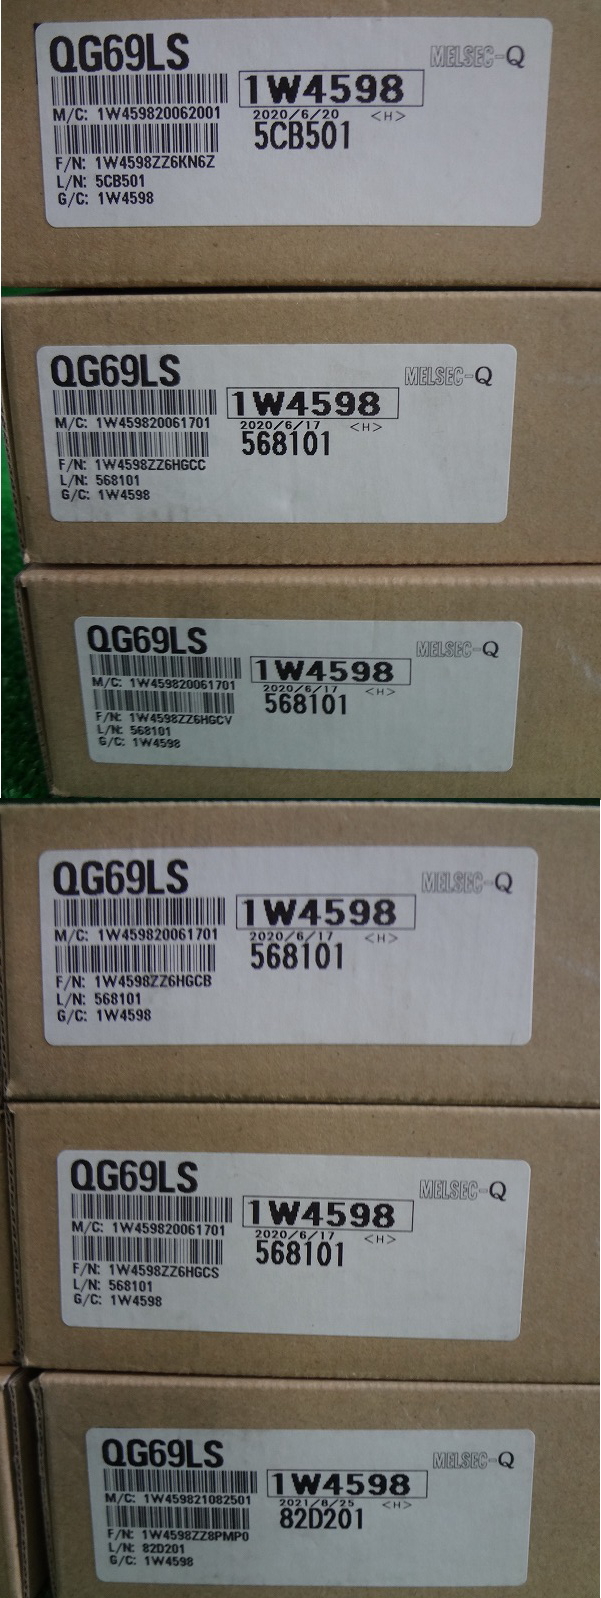 QG69LS
MELSEC-Q
1W4598
M/C: 1W459820062001
2020/6/20 <H>
5CB501
F/N: 1W4598ZZ6KN6Z
L/N: 5CB501
G/C: 1W4598
QG69LS
MELSEC-Q
1W4598
M/C: 1W459820061701
2020/6/17 <H>
568101
F/N: 1W4598ZZ6HGCC
L/N: 568101
G/C: 1W4598
QG69LS
MELSEC-Q
1W4598
M/C: 1W459820061701
2020/6/17 <H>
568101
F/N: 1W4598ZZ6HGCV
L/N: 568101
G/C: 1W4598
QG69LS
MELSEC-Q
1W4598
M/C: 1W459820061701
2020/6/17 <H>
568101
F/N: 1W4598ZZ6HGCB
L/N: 568101
G/C: 1W4598
QG69LS
MELSEC-Q
1W4598
M/C: 1W459820061701
2020/6/17 <H>
568101
F/N: 1W4598ZZ6HGCS
L/N: 568101
G/C: 1W4598
QG69LS
MELSEC-Q
1W4598
M/C: 1W459821082501
2021/8/25 <H>
82D201
F/N: 1W4598ZZ8PMP0
L/N: 82D201
G/C: 1W4598